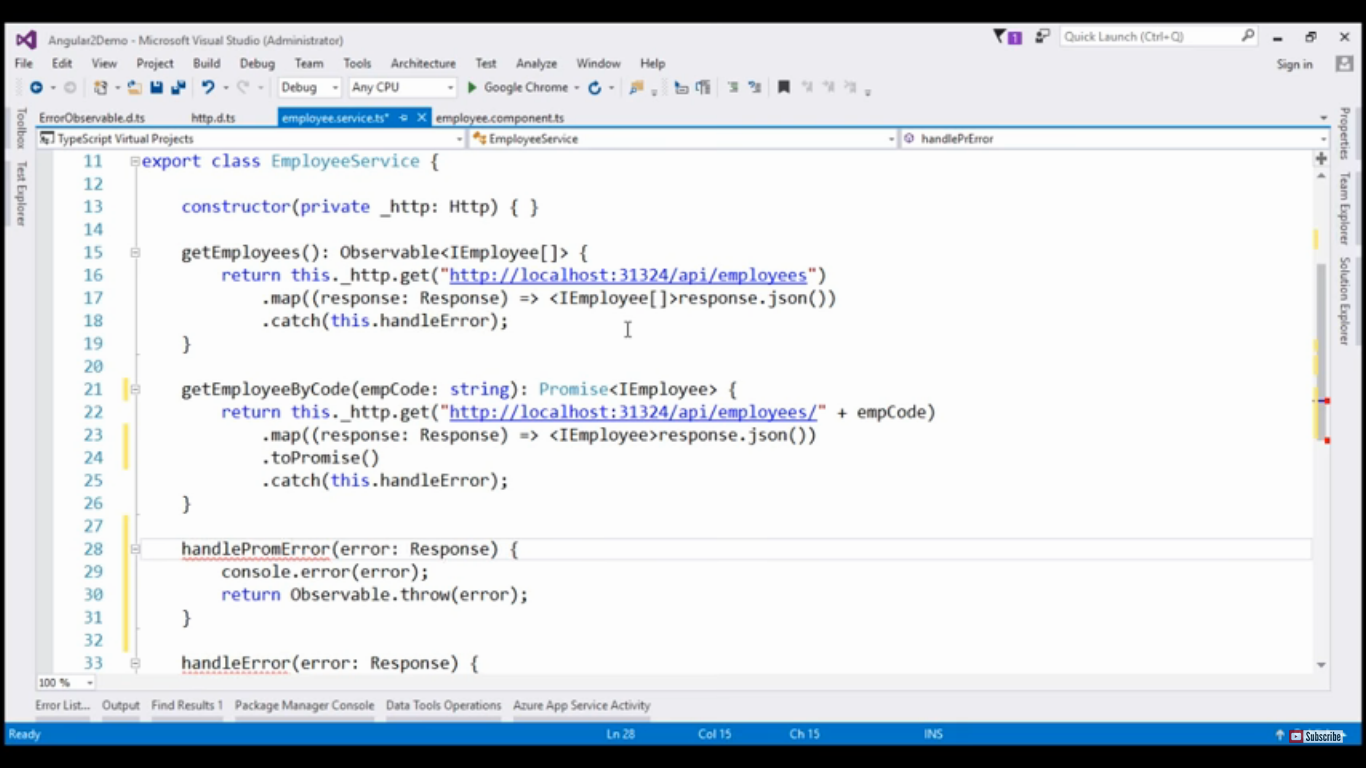 Angular2Demo - Microsoft Visual Studio (Administrator)
1
Quick Launch (Ctrl+Q)
File Edit View Project Build Debug Team Tools Architecture Test Analyze Window Help
Sign in
Debug Any CPU Google Chrome
ErrorObservable.d.ts http.d.ts employee.service.ts* employee.component.ts
TypeScript Virtual Projects EmployeeService handlePrError
Toolbox
Test Explorer
11 export class EmployeeService {
12
13 constructor(private _http: Http) { }
14
15 getEmployees(): Observable<IEmployee[]> {
16 return this._http.get("http://localhost:31324/api/employees")
17 .map((response: Response) => <IEmployee[]>response.json())
18 .catch(this.handleError);
19 }
20
21 getEmployeeByCode(empCode: string): Promise<IEmployee> {
22 return this._http.get("http://localhost:31324/api/employees/" + empCode)
23 .map((response: Response) => <IEmployee>response.json())
24 .toPromise()
25 .catch(this.handleError);
26 }
27
28 handlePromError(error: Response) {
29 console.error(error);
30 return Observable.throw(error);
31 }
32
33 handleError(error: Response) {
Properties
Team Explorer
Solution Explorer
100 %
Error List... Output Find Results 1 Package Manager Console Data Tools Operations Azure App Service Activity
Ready Ln 28 Col 15 Ch 15 INS
Subscribe